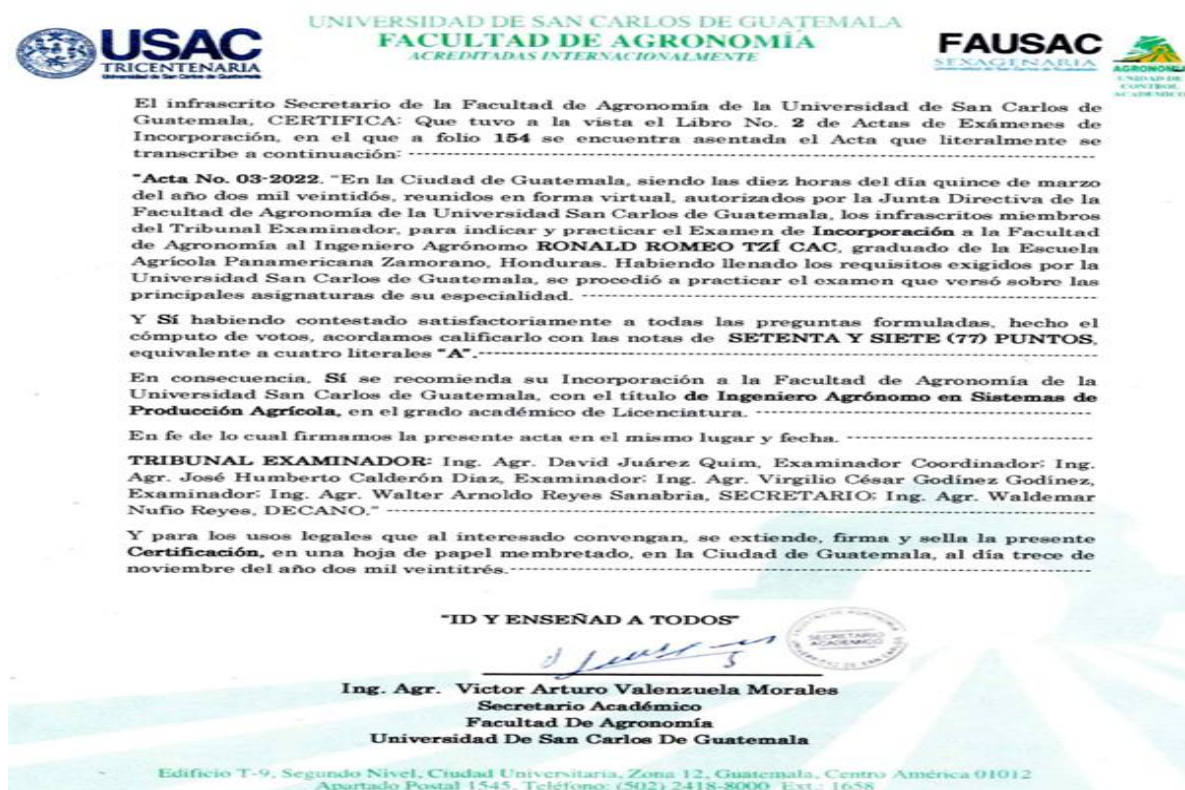 UNIVERSIDAD DE SAN CARLOS DE GUATEMALA
FACULTAD DE AGRONOMÍA
ACREDITADAS INTERNACIONALMENTE
USAC
TRICENTENARIA
Universidad de San Carlos de Guatemala
FAUSAC
SEXAGENARIA
AGRONOMÍA
UNIDAD DE
CONTROL
ACADÉMICO
El infrascrito Secretario de la Facultad de Agronomía de la Universidad de San Carlos de
Guatemala, CERTIFICA: Que tuvo a la vista el Libro No. 2 de Actas de Exámenes de
Incorporación, en el que a folio 154 se encuentra asentada el Acta que literalmente se
transcribe a continuación:
"Acta No. 03-2022. "En la Ciudad de Guatemala, siendo las diez horas del día quince de marzo
del año dos mil veintidós, reunidos en forma virtual, autorizados por la Junta Directiva de la
Facultad de Agronomía de la Universidad San Carlos de Guatemala, los infrascritos miembros
del Tribunal Examinador, para indicar y practicar el Examen de Incorporación a la Facultad
de Agronomía al Ingeniero Agrónomo RONALD ROMEO TZÍ CAC, graduado de la Escuela
Agrícola Panamericana Zamorano, Honduras. Habiendo llenado los requisitos exigidos por la
Universidad San Carlos de Guatemala, se procedió a practicar el examen que versó sobre las
principales asignaturas de su especialidad.
Y Sí habiendo contestado satisfactoriamente a todas las preguntas formuladas, hecho el
cómputo de votos, acordamos calificarlo con las notas de SETENTA Y SIETE (77) PUNTOS,
equivalente a cuatro literales "A".
En consecuencia, Sí se recomienda su Incorporación a la Facultad de Agronomía de la
Universidad San Carlos de Guatemala, con el título de Ingeniero Agrónomo en Sistemas de
Producción Agrícola, en el grado académico de Licenciatura.
En fe de lo cual firmamos la presente acta en el mismo lugar y fecha.
TRIBUNAL EXAMINADOR: Ing. Agr. David Juárez Quim, Examinador Coordinador: Ing.
Agr. José Humberto Calderón Diaz, Examinador: Ing. Agr. Virgilio César Godínez Godínez,
Examinador: Ing. Agr. Walter Arnoldo Reyes Sanabria, SECRETARIO: Ing. Agr. Waldemar
Nufio Reyes, DECANO."
Y para los usos legales que al interesado convengan, se extiende, firma y sella la presente
Certificación, en una hoja de papel membretado, en la Ciudad de Guatemala, al día trece de
noviembre del año dos mil veintitrés.
"ID Y ENSEÑAD A TODOS"
SECRETARIO
ACADEMICO
Ing. Agr. Victor Arturo Valenzuela Morales
Secretario Académico
Facultad De Agronomía
Universidad De San Carlos De Guatemala
Edificio T-9, Segundo Nivel, Ciudad Universitaria, Zona 12, Guatemala, Centro América 01012
Apartado Postal 1545, Teléfono: (502) 2418-8000 Ext.: 1658